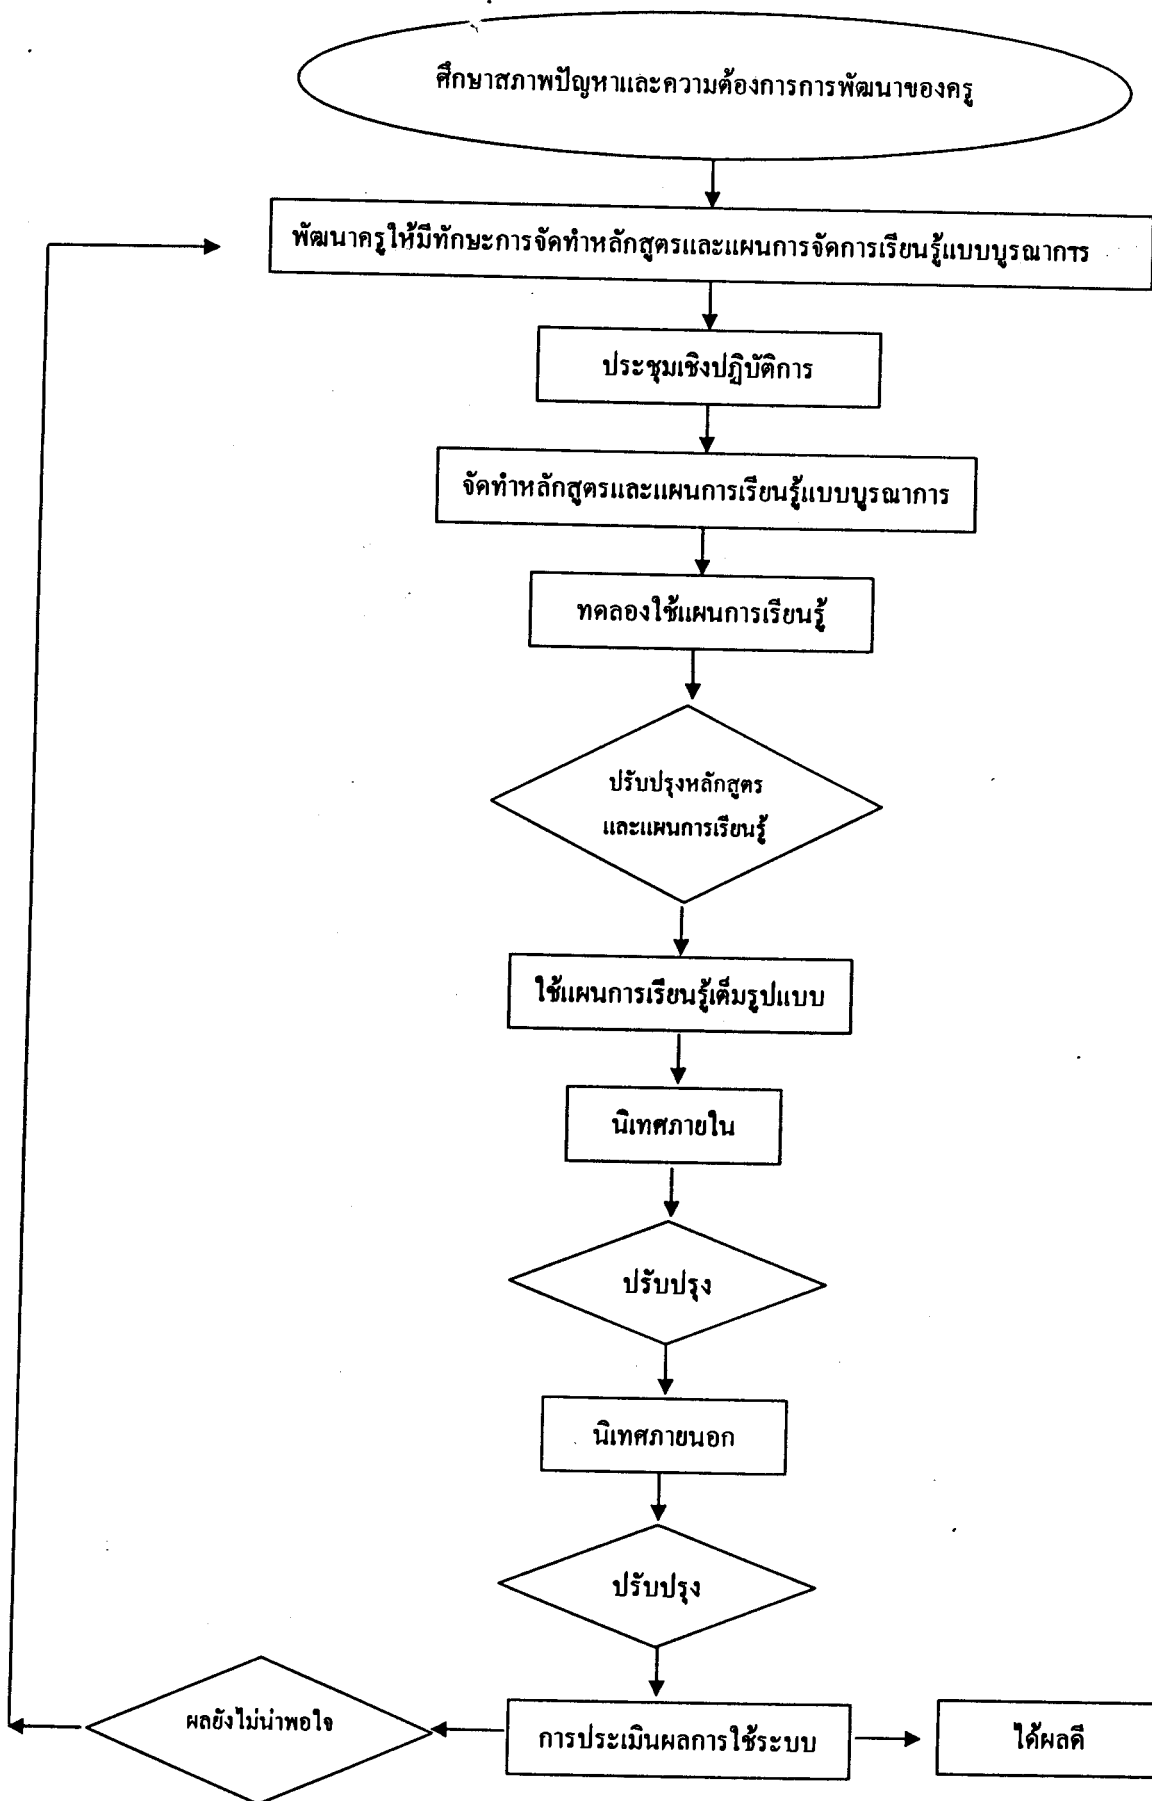 ศึกษาสภาพปัญหาและความต้องการการพัฒนาของครู
พัฒนาครูให้มีทักษะการจัดทำหลักสูตรและแผนการจัดการเรียนรู้แบบบูรณาการ
ประชุมเชิงปฏิบัติการ
จัดทำหลักสูตรและแผนการเรียนรู้แบบบูรณาการ
ทดลองใช้แผนการเรียนรู้
ปรับปรุงหลักสูตร
และแผนการเรียนรู้
ใช้แผนการเรียนรู้เต็มรูปแบบ
นิเทศภายใน
ปรับปรุง
นิเทศภายนอก
ปรับปรุง
ผลยังไม่น่าพอใจ
การประเมินผลการใช้ระบบ
ได้ผลดี